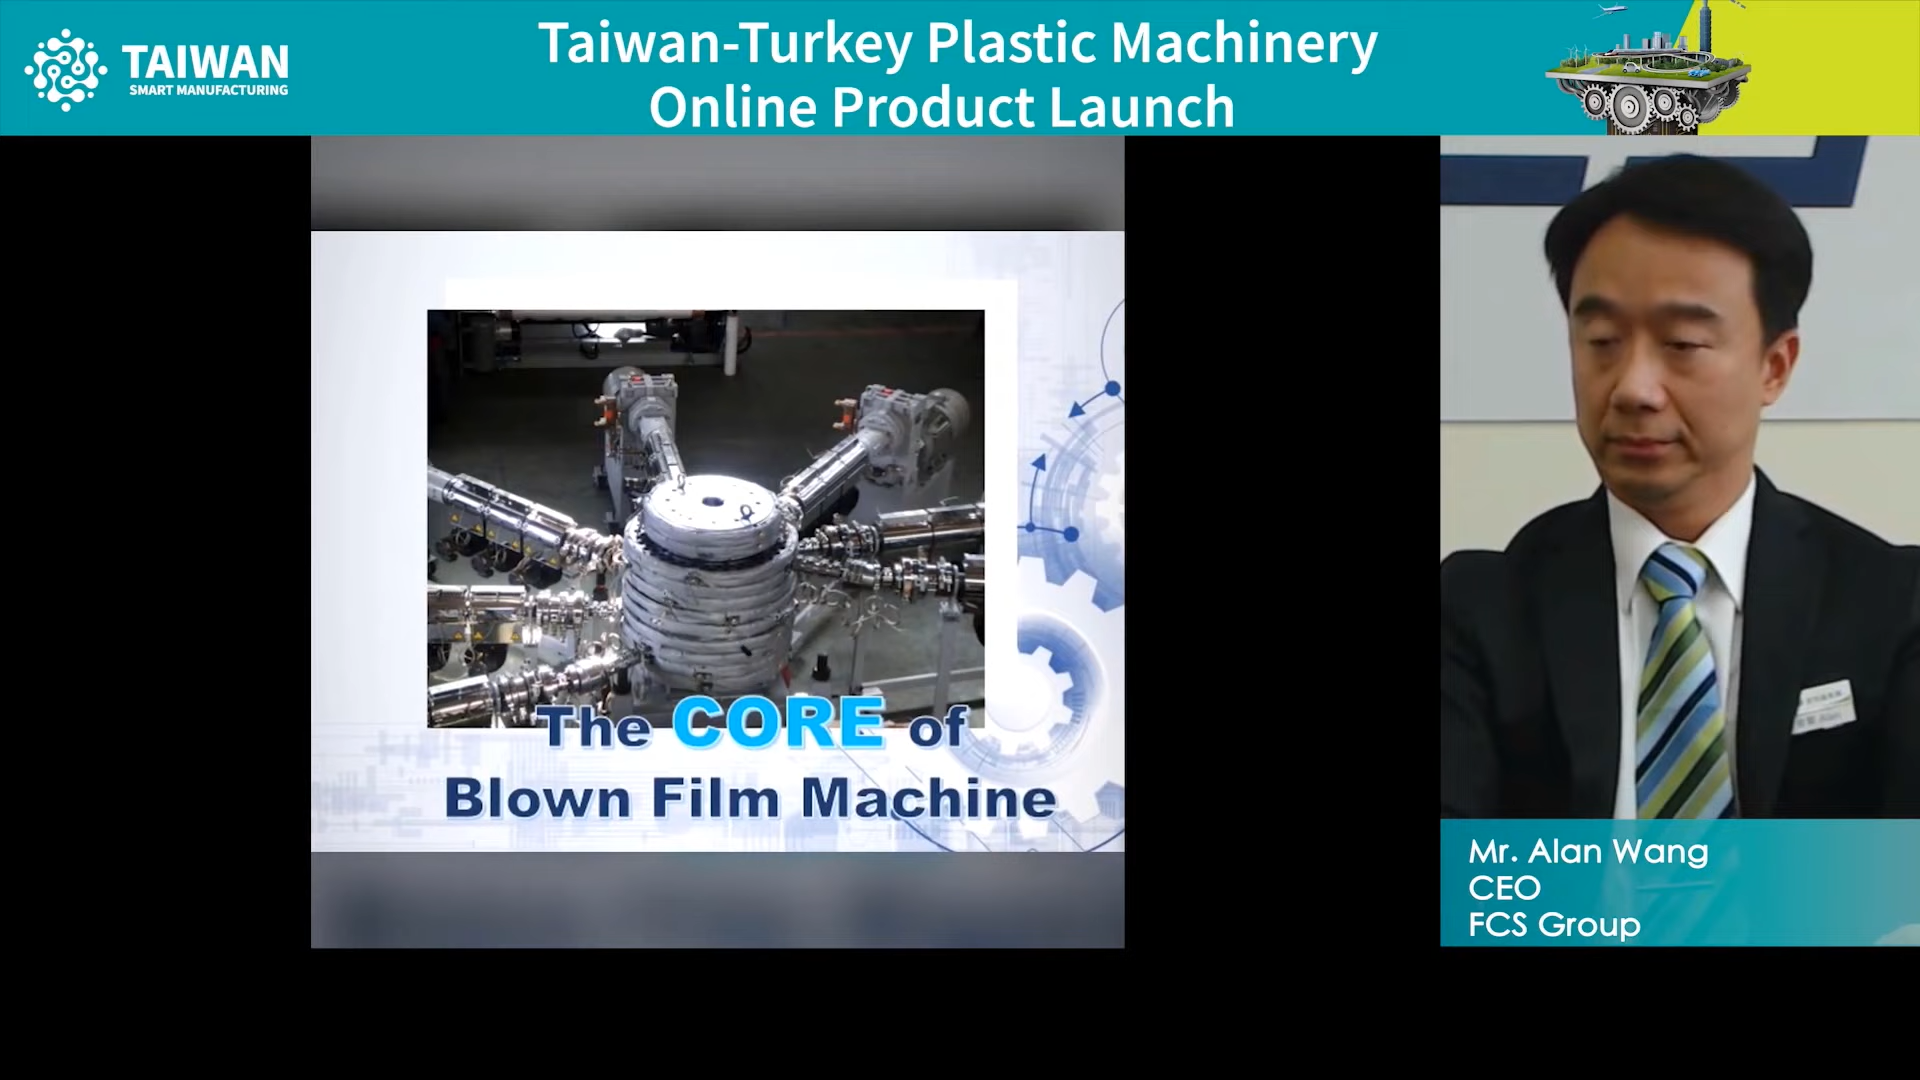 TAIWAN
SMART MANUFACTURING
Taiwan-Turkey Plastic Machinery
Online Product Launch
The CORE of
Blown Film Machine
Mr. Alan Wang
CEO
FCS Group